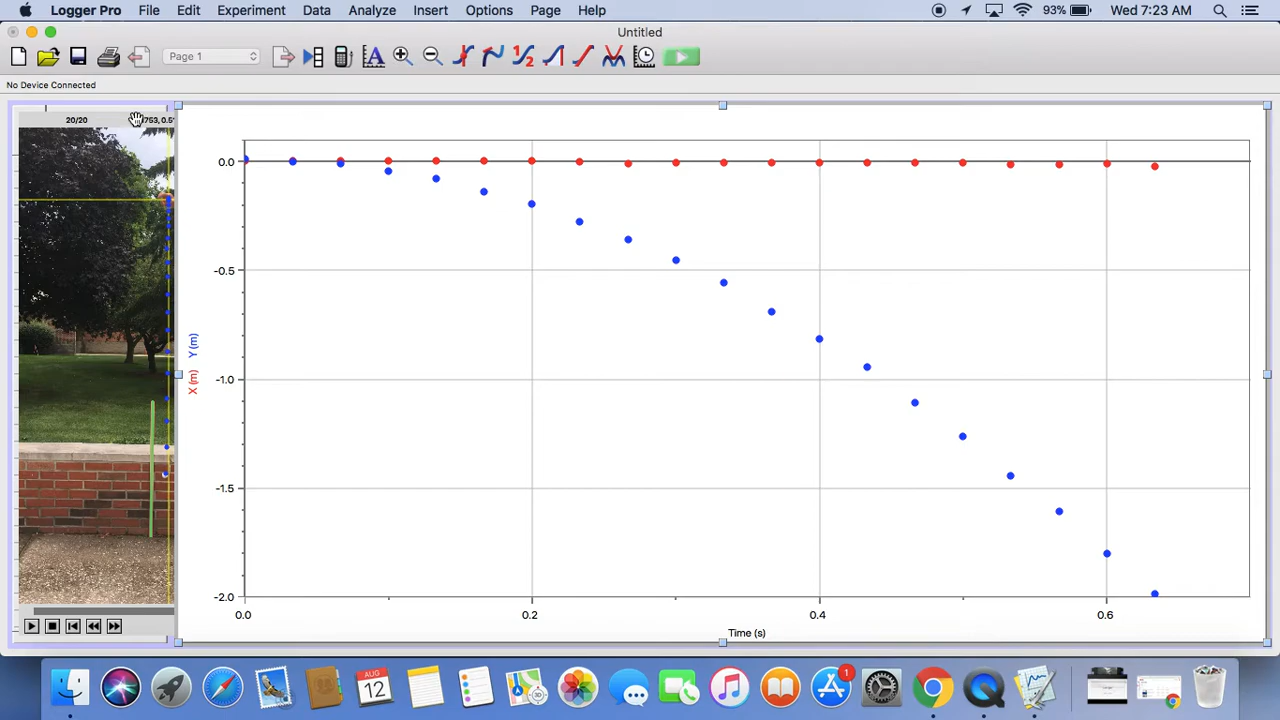 Logger Pro File Edit Experiment Data Analyze Insert Options Page Help 93% Wed 7:23 AM
Untitled
Page 1
No Device Connected
20/20
0.0
-0.5
-1.0
-1.5
-2.0
X (m) Y (m)
0.0 0.2 0.4 0.6
Time (s)
AUG
12
3D
1